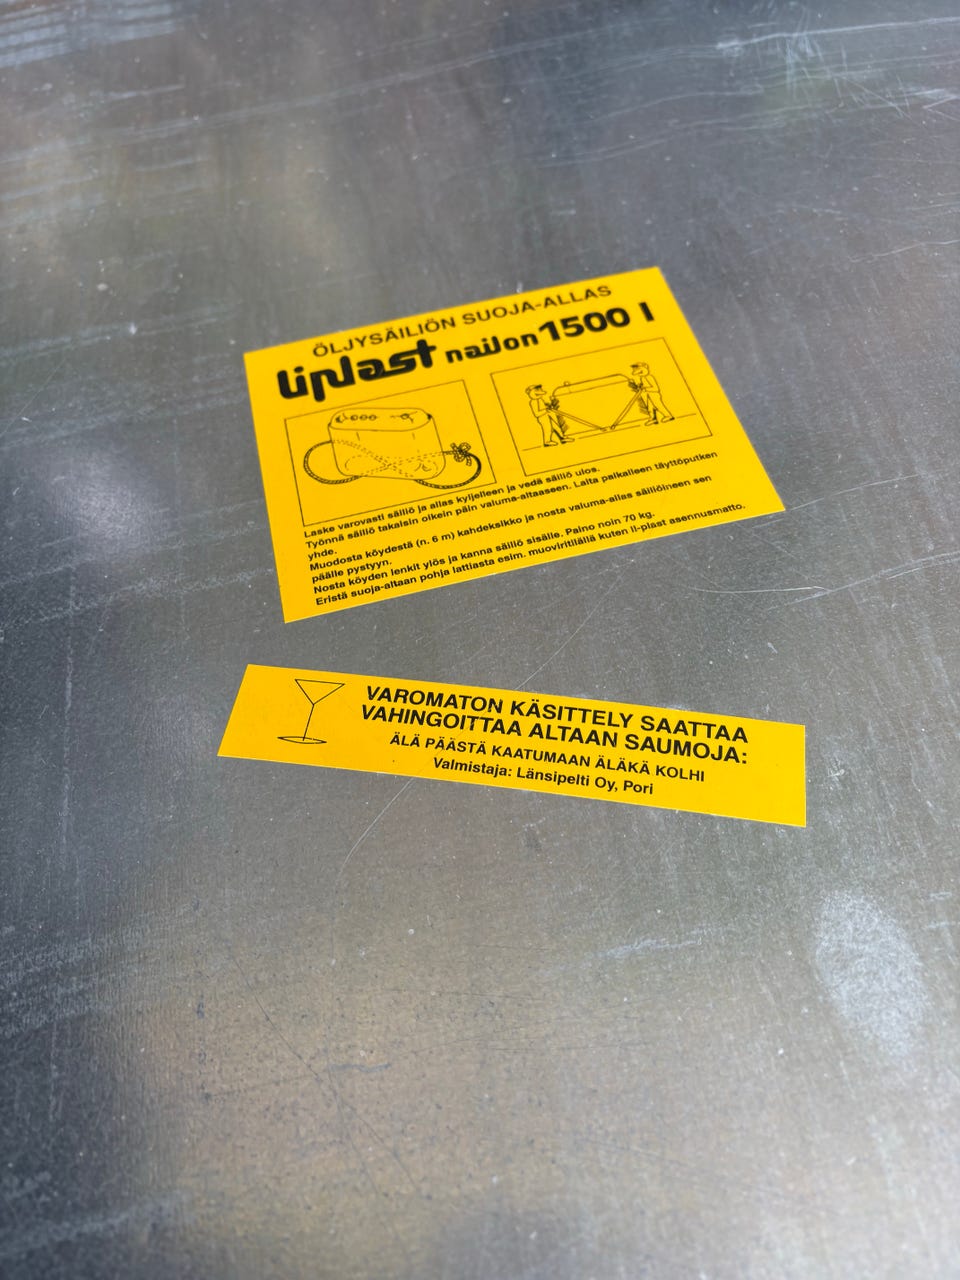 ÖLJYSÄILIÖN SUOJA-ALLAS
liplast nailon 1500 l
Laske varovasti säiliö ja allas kyljelleen ja vedä säiliö ulos.
Työnnä säiliö takaisin oikein päin valuma-altaaseen. Laita paikalleen täyttöputken
yhde.
Muodosta köydestä (n. 6 m) kahdeksikko ja nosta valuma-allas säiliöineen sen
päälle pystyyn.
Nosta köyden lenkit ylös ja kanna säiliö sisälle. Paino noin 70 kg.
Eristä suoja-altaan pohja lattiasta esim. muoviritilällä kuten li-plast asennusmatto.
VAROMATON KÄSITTELY SAATTAA
VAHINGOITTAA ALTAAN SAUMOJA:
ÄLÄ PÄÄSTÄ KAATUMAAN ÄLÄKÄ KOLHI
Valmistaja: Länsipelti Oy, Pori